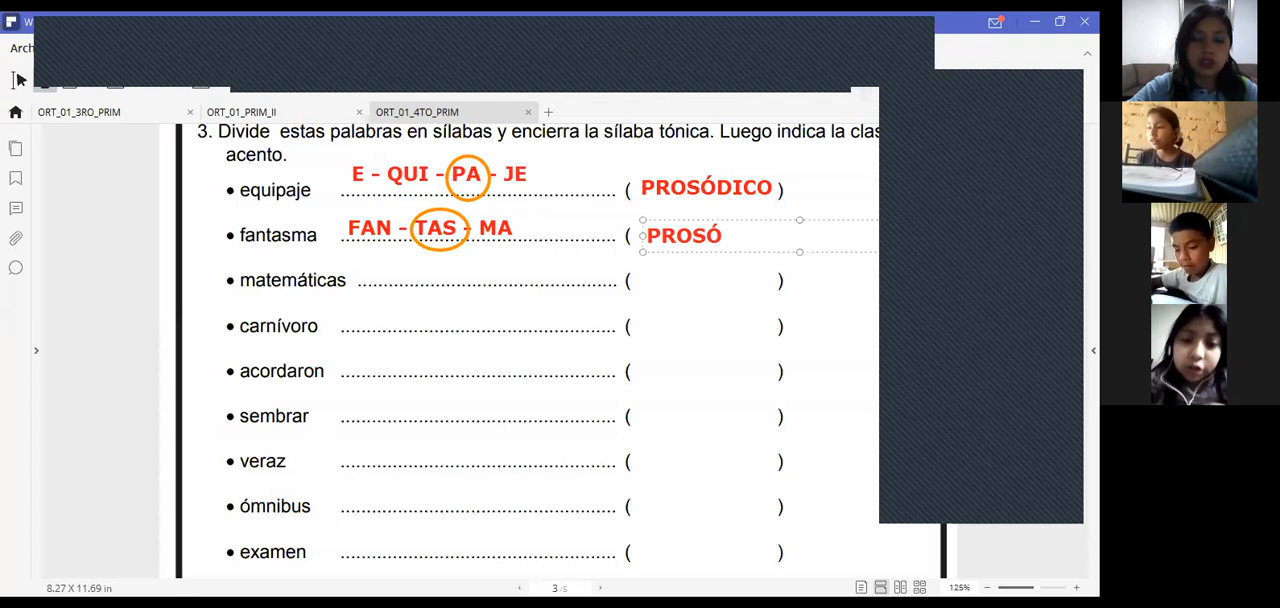 W
Arch
ORT_01_3RO_PRIM
ORT_01_PRIM_II
ORT_01_4TO_PRIM
3. Divide estas palabras en sílabas y encierra la sílaba tónica. Luego indica la clas
acento.
• equipaje E - QUI - PA - JE ( PROSÓDICO )
• fantasma FAN - TAS - MA ( PROSÓ
• matemáticas .................................................. ( )
• carnívoro ..................................................... ( )
• acordaron ..................................................... ( )
• sembrar ..................................................... ( )
• veraz ..................................................... ( )
• ómnibus ..................................................... ( )
• examen ..................................................... ( )
8.27 X 11.69 in
3 /5
125%